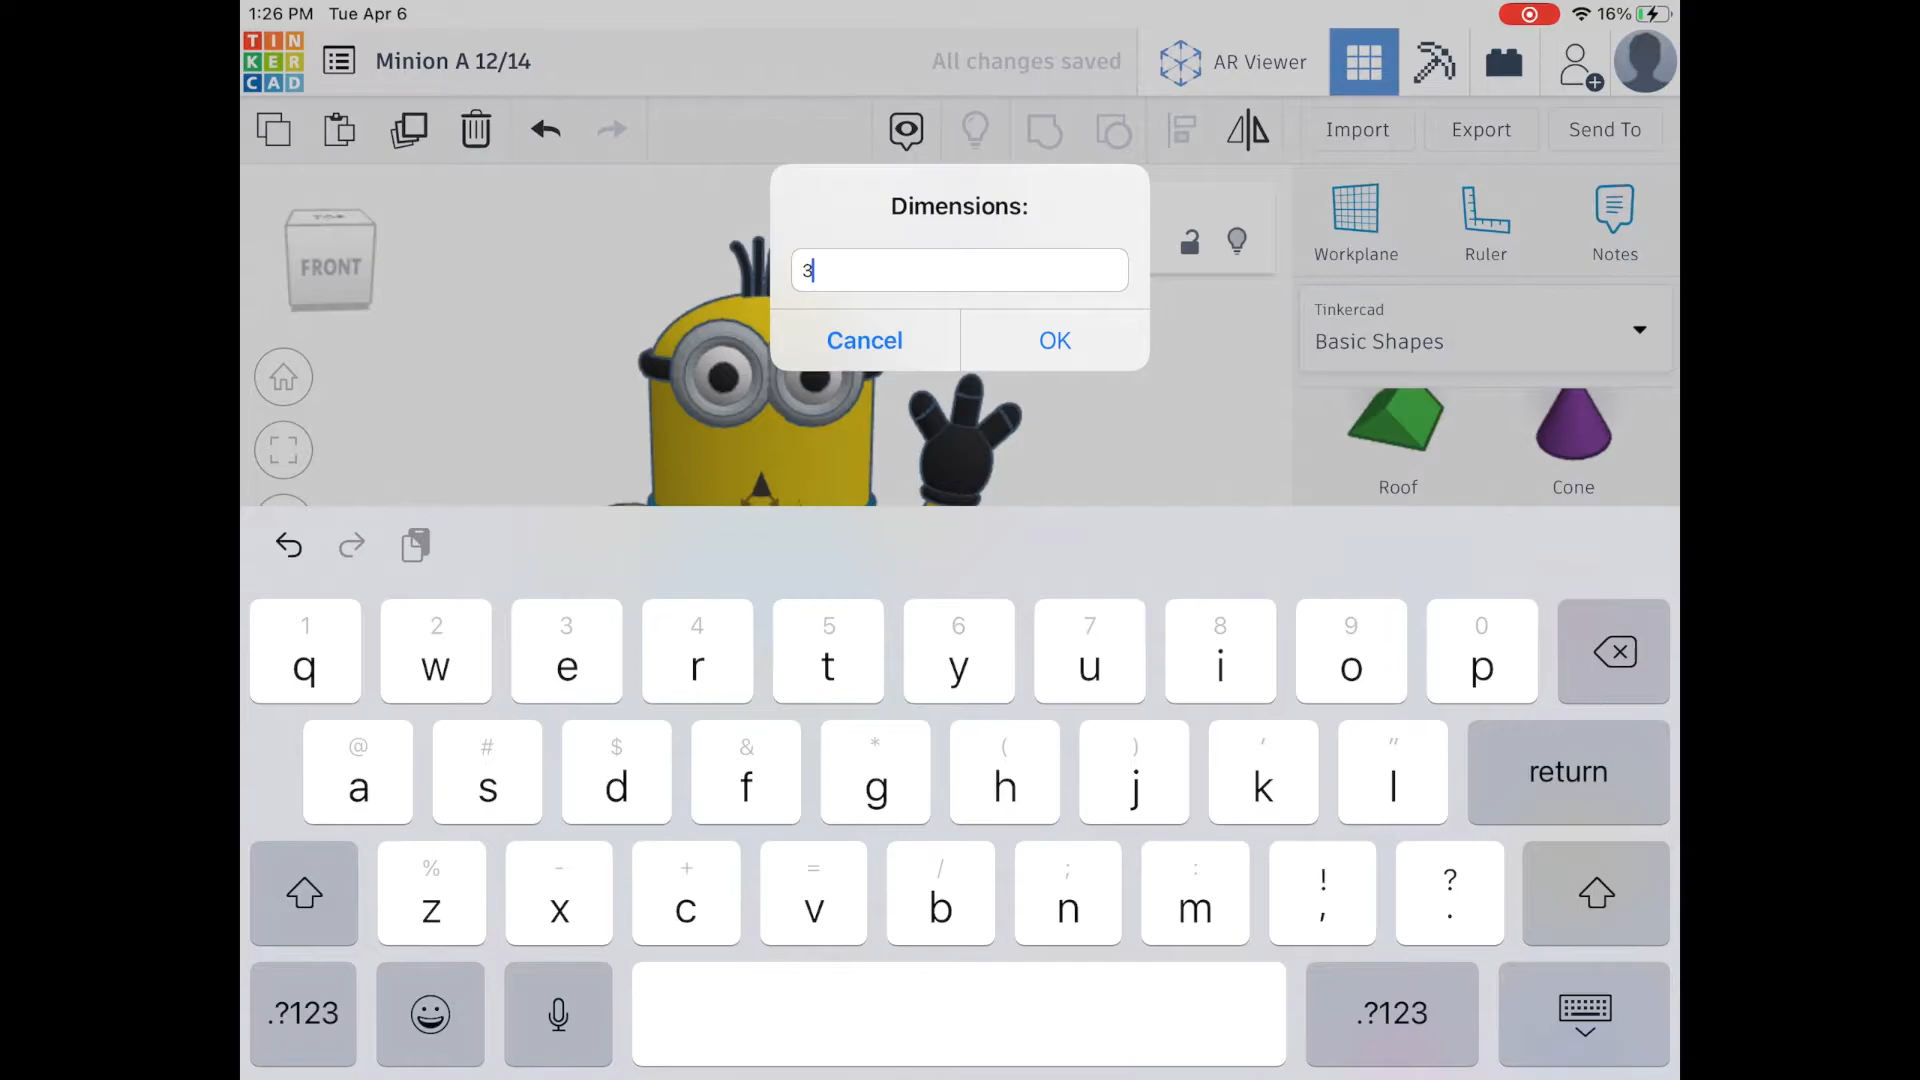 1:26 PM Tue Apr 6
16%
TIN
KER
CAD
Minion A 12/14
All changes saved
AR Viewer
Import
Export
Send To
Dimensions:
3
Cancel
OK
TOP
FRONT
Workplane
Ruler
Notes
Tinkercad
Basic Shapes
Roof
Cone
1 2 3 4 5 6 7 8 9 0
q w e r t y u i o p
@ # $ & * ( ) ' "
a s d f g h j k l
return
% - + = / ; : ! ?
z x c v b n m , .
.?123
.?123